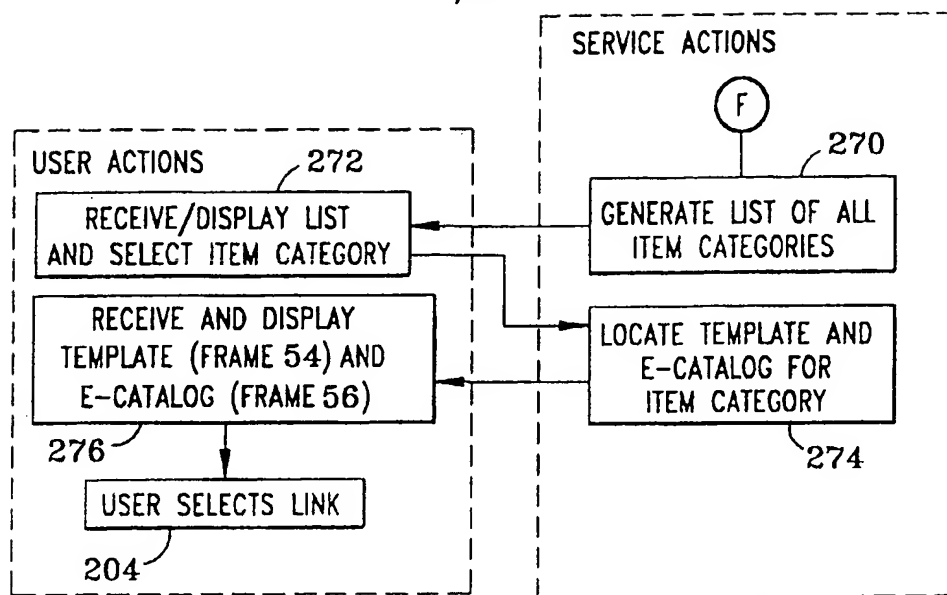 SERVICE ACTIONS
F
270
GENERATE LIST OF ALL
ITEM CATEGORIES
USER ACTIONS
272
RECEIVE/DISPLAY LIST
AND SELECT ITEM CATEGORY
RECEIVE AND DISPLAY
TEMPLATE (FRAME 54) AND
E-CATALOG (FRAME 56)
276
LOCATE TEMPLATE AND
E-CATALOG FOR
ITEM CATEGORY
274
USER SELECTS LINK
204